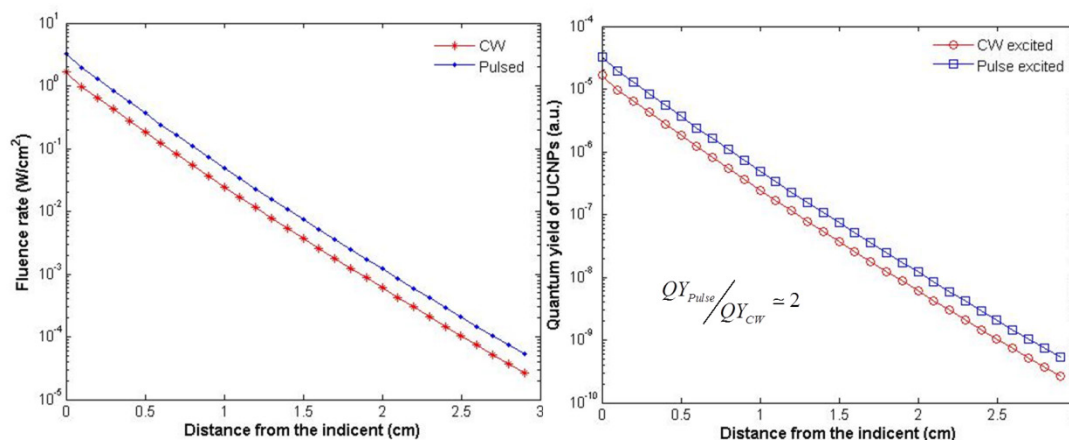 10^1
10^0
10^-1
10^-2
10^-3
10^-4
10^-5
Fluence rate (W/cm^2)
CW
Pulsed
0 0.5 1 1.5 2 2.5 3
Distance from the indicent (cm)
10^-4
10^-5
10^-6
10^-7
10^-8
10^-9
10^-10
Quantum yield of UCNPs (a.u.)
CW excited
Pulse excited
QY_Pulse/QY_CW ≃ 2
0 0.5 1 1.5 2 2.5
Distance from the indicent (cm)